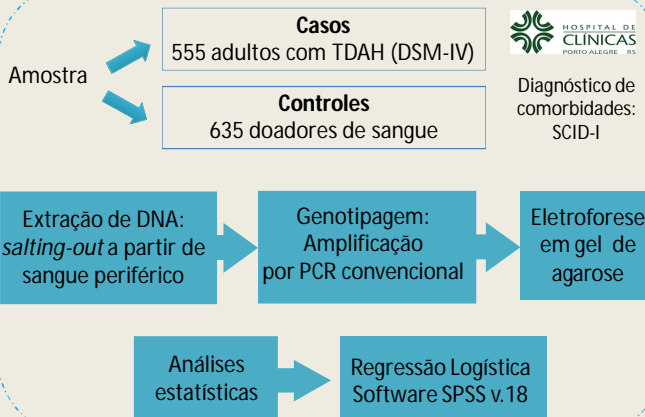 Casos
555 adultos com TDAH (DSM-IV)
HOSPITAL DE
CLÍNICAS
PORTO ALEGRE RS
Amostra
Controles
635 doadores de sangue
Diagnóstico de
comorbidades:
SCID-I
Extração de DNA:
salting-out a partir de
sangue periférico
Genotipagem:
Amplificação
por PCR convencional
Eletroforese
em gel de
agarose
Análises
estatísticas
Regressão Logística
Software SPSS v.18